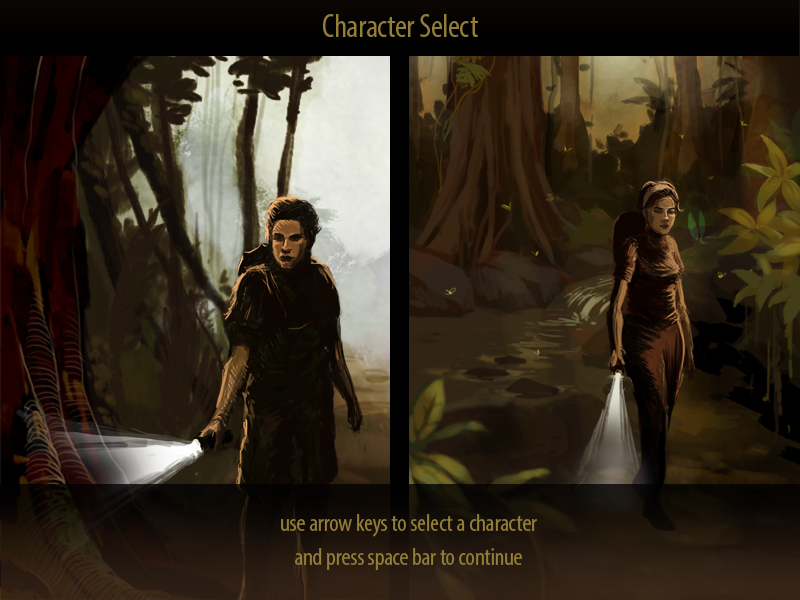 Character Select
use arrow keys to select a character
and press space bar to continue